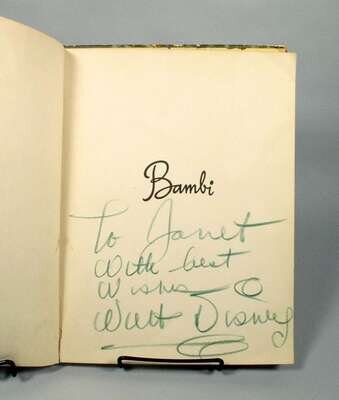 Bambi
To Janet
With best
Wishes
Walt Disney